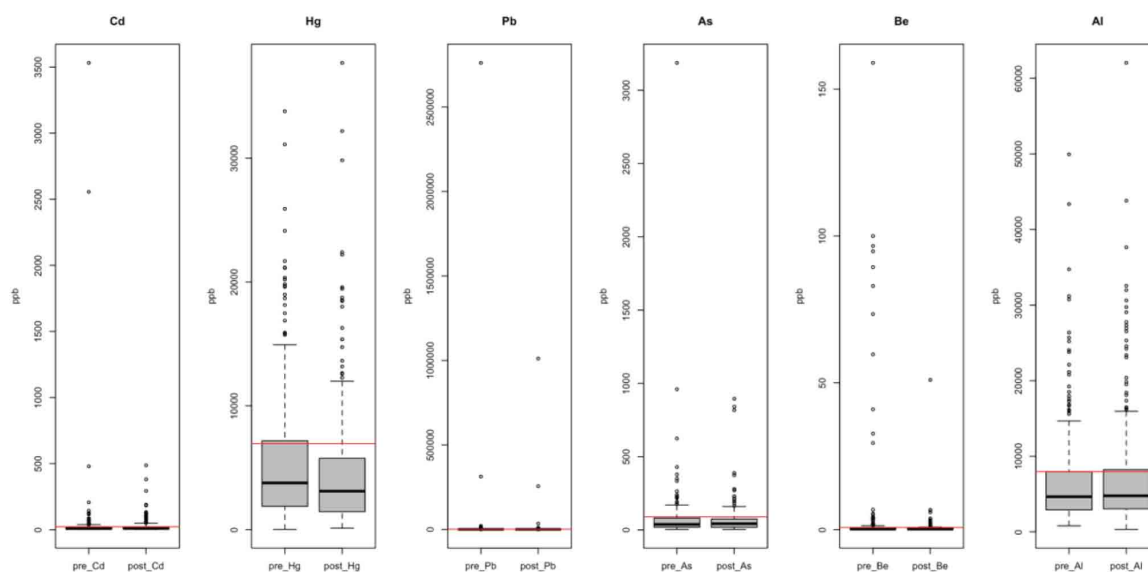 Cd
Hg
Pb
As
Be
Al
ppb
0
500
1000
1500
2000
2500
3000
3500
pre_Cd
post_Cd
ppb
0
10000
20000
30000
pre_Hg
post_Hg
ppb
0
500000
1000000
1500000
2000000
2500000
pre_Pb
post_Pb
ppb
0
500
1000
1500
2000
2500
3000
pre_As
post_As
ppb
0
50
100
150
pre_Be
post_Be
ppb
0
10000
20000
30000
40000
50000
60000
pre_Al
post_Al